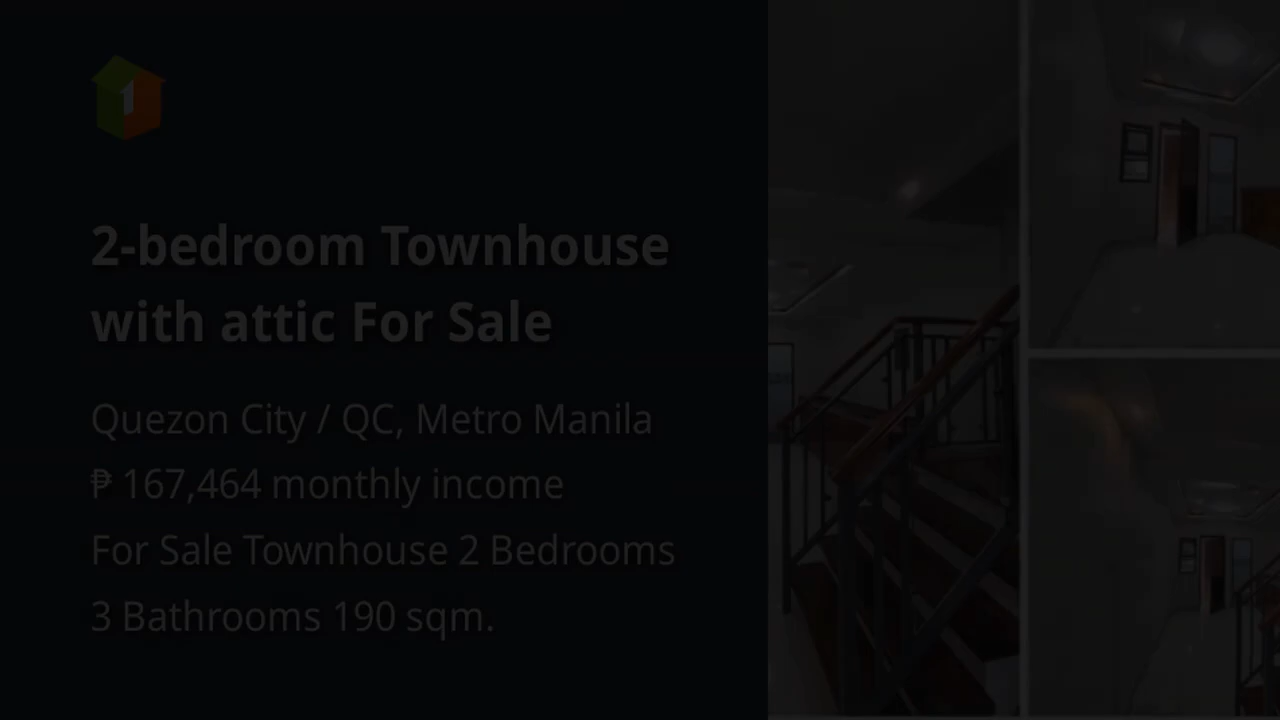 1
2-bedroom Townhouse
with attic For Sale
Quezon City / QC, Metro Manila
₱ 167,464 monthly income
For Sale Townhouse 2 Bedrooms
3 Bathrooms 190 sqm.